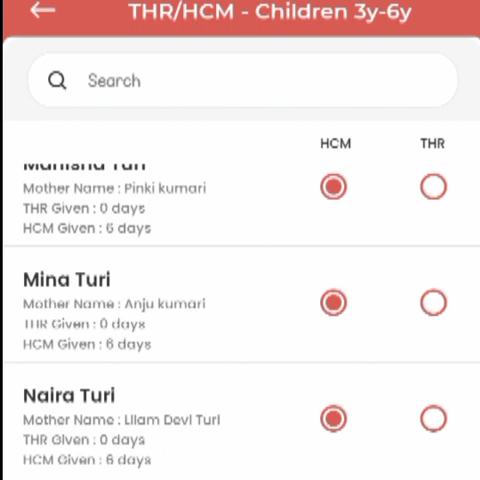 THR/HCM - Children 3y-6y
Search
HCM THR
Manisha Turi
Mother Name : Pinki kumari
THR Given : 0 days
HCM Given : 6 days
Mina Turi
Mother Name : Anju kumari
THR Given : 0 days
HCM Given : 6 days
Naira Turi
Mother Name : Lilam Devi Turi
THR Given : 0 days
HCM Given : 6 days